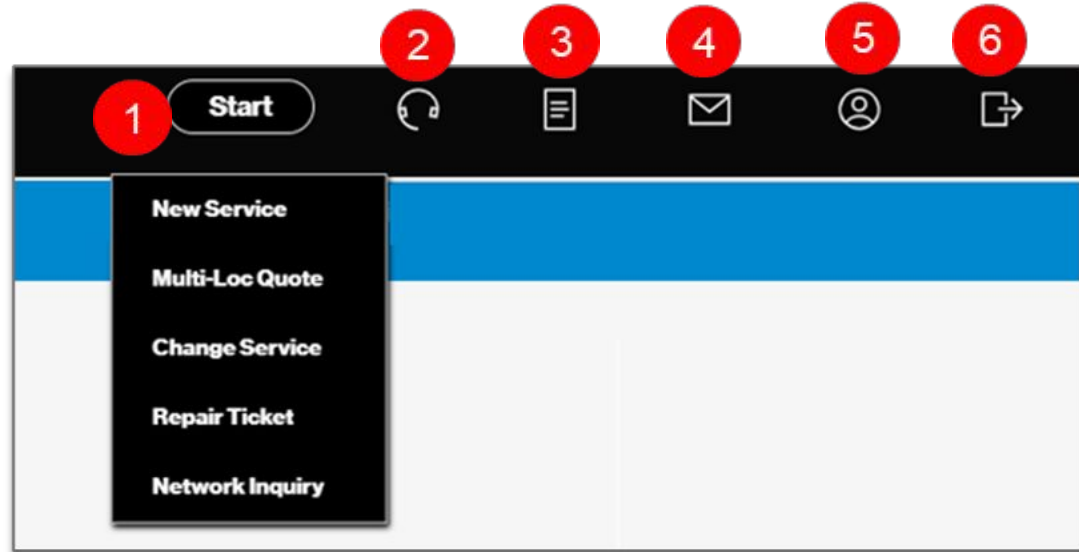 2 3 4 5 6
1 Start
New Service
Multi-Loc Quote
Change Service
Repair Ticket
Network Inquiry